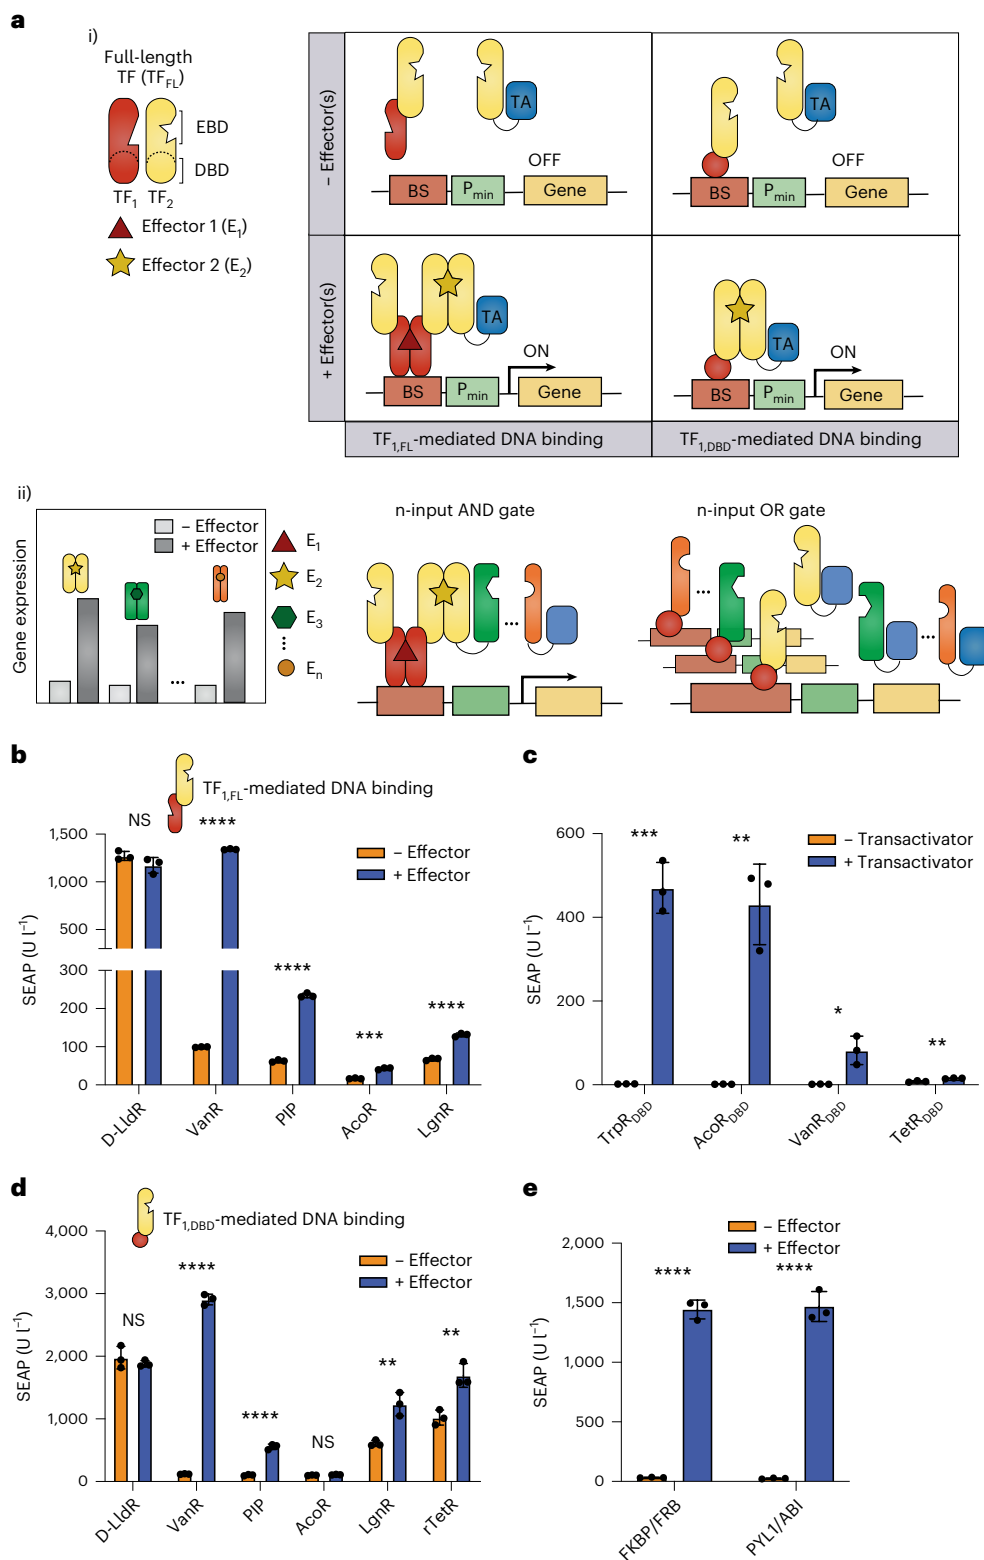 a
i)
Full-length
TF (TFFL)
EBD
DBD
TF1 TF2
Effector 1 (E1)
Effector 2 (E2)
– Effector(s)
+ Effector(s)
TA
OFF
BS Pmin Gene
TA
OFF
BS Pmin Gene
TA
ON
BS Pmin Gene
TA
ON
BS Pmin Gene
TF1,FL-mediated DNA binding
TF1,DBD-mediated DNA binding
ii)
Gene expression
– Effector
+ Effector
...
E1
E2
E3
En
n-input AND gate
...
n-input OR gate
...
...
b
TF1,FL-mediated DNA binding
NS
****
****
***
****
– Effector
+ Effector
SEAP (U l−1)
1,500
1,000
500
300
200
100
0
D-LldR
VanR
PIP
AcoR
LgnR
c
***
**
*
**
– Transactivator
+ Transactivator
SEAP (U l−1)
600
400
200
0
TrpRDBD
AcoRDBD
VanRDBD
TetRDBD
d
TF1,DBD-mediated DNA binding
– Effector
+ Effector
NS
****
****
NS
**
**
SEAP (U l−1)
4,000
3,000
2,000
1,000
0
D-LldR
VanR
PIP
AcoR
LgnR
rTetR
e
– Effector
+ Effector
****
****
SEAP (U l−1)
2,000
1,500
1,000
500
0
FKBP/FRB
PYL1/ABI